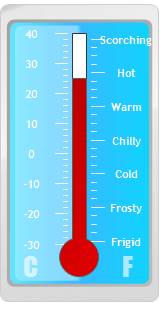 40 Scorching
30 Hot
20 Warm
10 Chilly
0 Cold
-10 Frosty
-20 Frigid
-30
C F